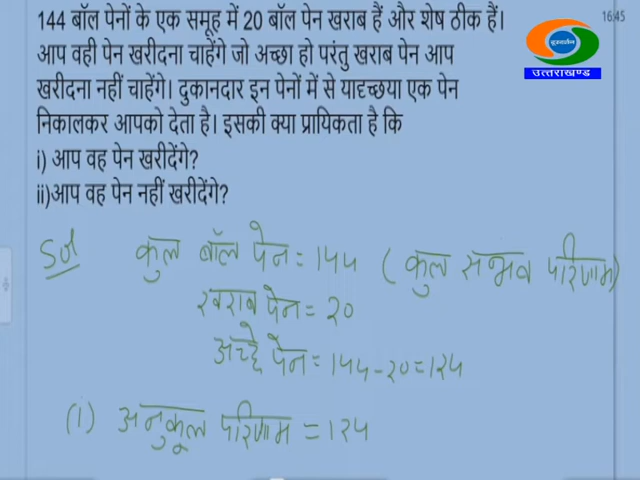 144 बॉल पेनों के एक समूह में 20 बॉल पेन खराब हैं और शेष ठीक हैं।
आप वही पेन खरीदना चाहेंगे जो अच्छा हो परंतु खराब पेन आप
खरीदना नहीं चाहेंगे। दुकानदार इन पेनों में से यादृच्छया एक पेन
निकालकर आपको देता है। इसकी क्या प्रायिकता है कि
i) आप वह पेन खरीदेंगे?
ii)आप वह पेन नहीं खरीदेंगे?
16:45
दूरदर्शन
उत्तराखण्ड
Sol
कुल बॉल पेन = 144 (कुल सम्भव परिणाम)
खराब पेन = 20
अच्छे पेन = 144 - 20 = 124
(i) अनुकूल परिणाम = 124